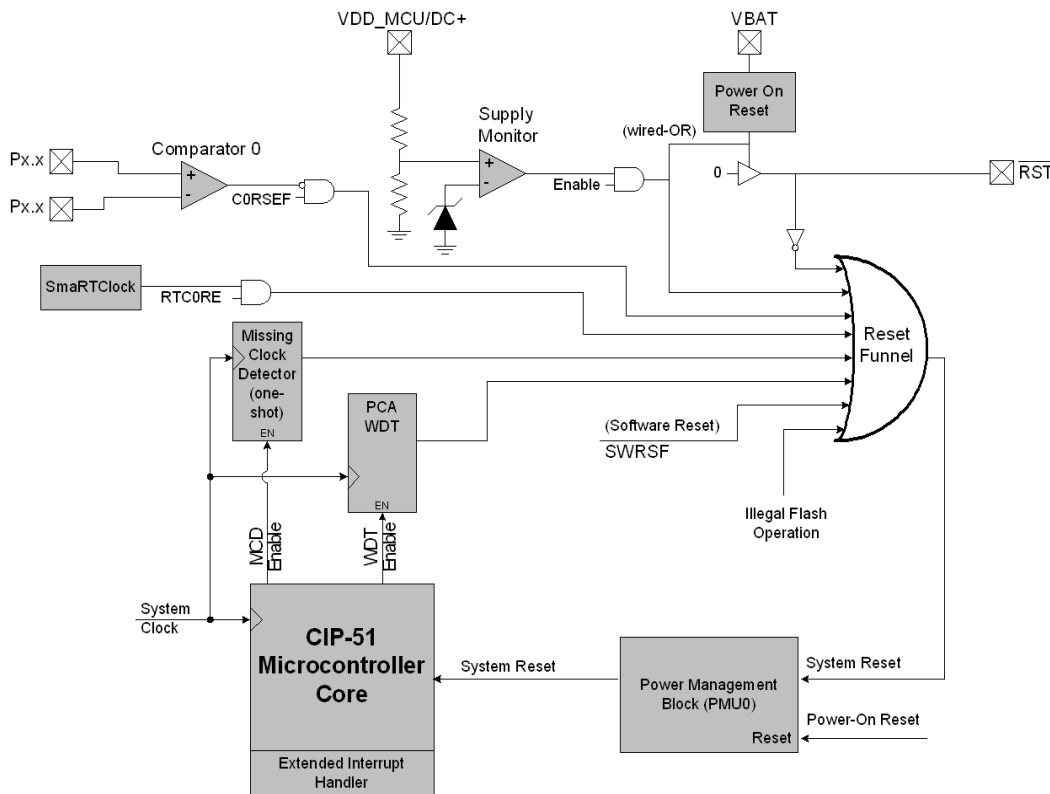 VDD_MCU/DC+
VBAT
Power On
Reset
Supply
Monitor
(wired-OR)
Comparator 0
Px.x
+
-
Px.x
C0RSEF
+
-
Enable
0
RST
SmaRTClock
RTC0RE
Missing
Clock
Detector
(one-
shot)
EN
PCA
WDT
EN
Reset
Funnel
(Software Reset)
SWRSF
Illegal Flash
Operation
MCD
Enable
WDT
Enable
System
Clock
CIP-51
Microcontroller
Core
Extended Interrupt
Handler
System Reset
Power Management
Block (PMU0)
Reset
System Reset
Power-On Reset